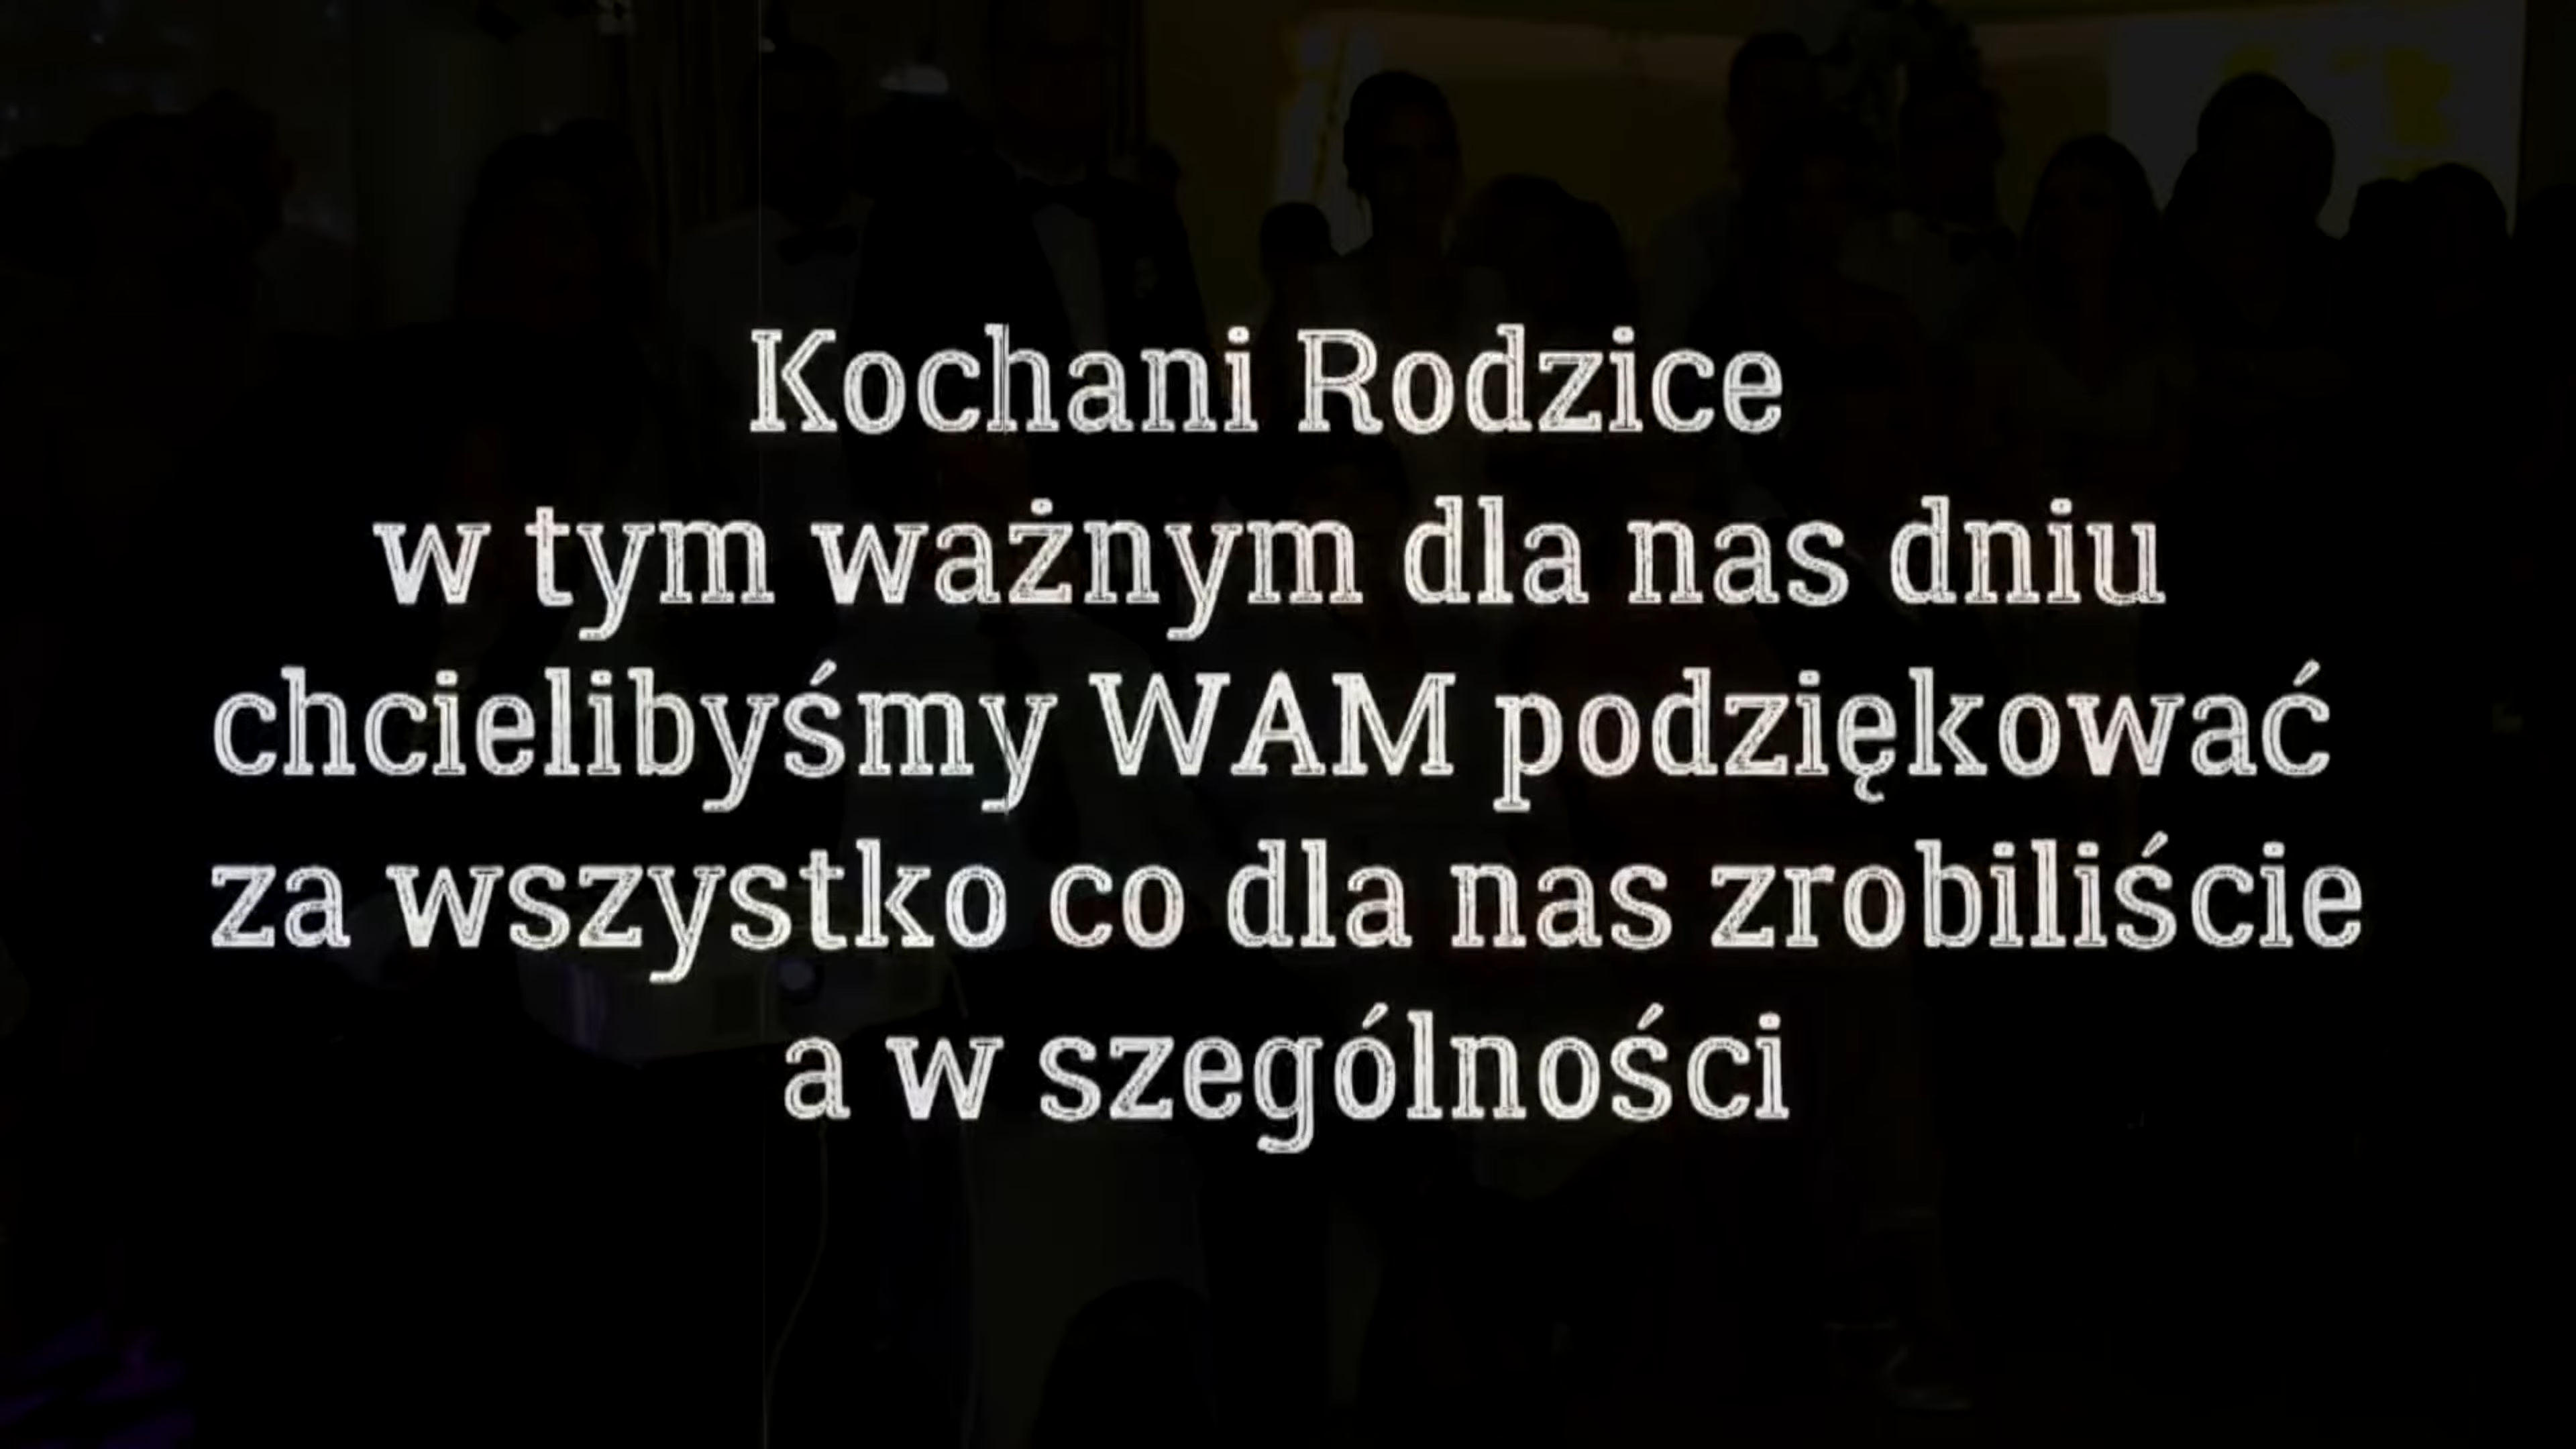 Kochani Rodzice
w tym ważnym dla nas dniu
chcielibyśmy WAM podziękować
za wszystko co dla nas zrobiliście
a w szególności